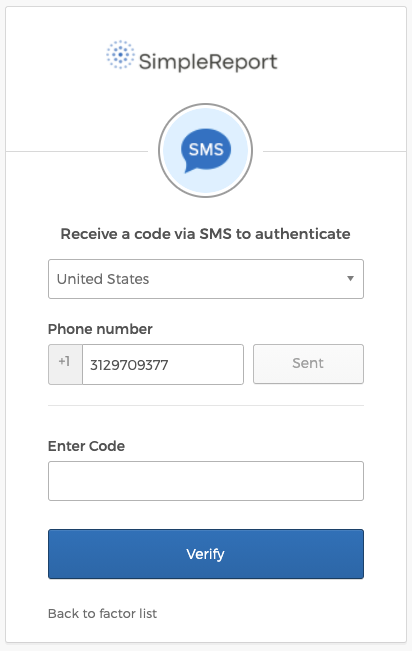 SimpleReport
SMS
Receive a code via SMS to authenticate
United States
Phone number
+1 3129709377 Sent
Enter Code
Verify
Back to factor list